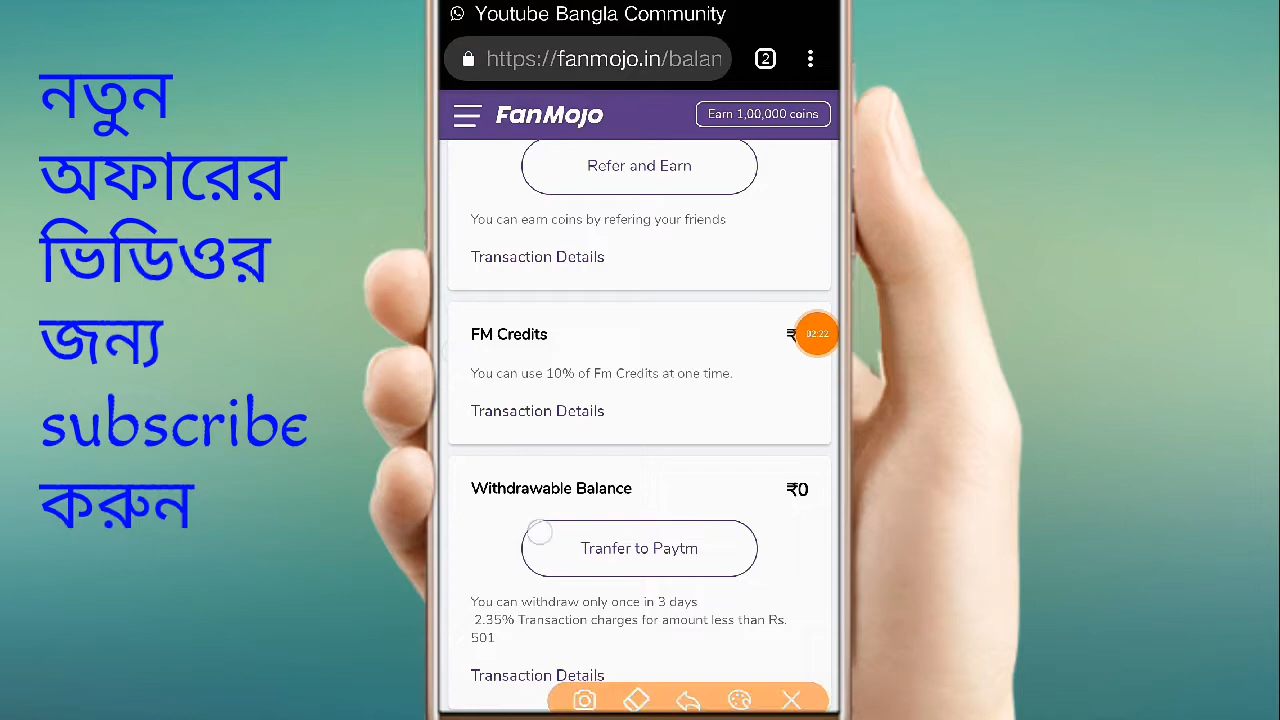 নতুন
অফারের
ভিডিওর
জন্য
subscribe
করুন
Youtube Bangla Community
https://fanmojo.in/balan
2
FanMojo
Earn 1,00,000 coins
Refer and Earn
You can earn coins by refering your friends
Transaction Details
FM Credits
₹
02:22
You can use 10% of Fm Credits at one time.
Transaction Details
Withdrawable Balance
₹0
Tranfer to Paytm
You can withdraw only once in 3 days
2.35% Transaction charges for amount less than Rs.
501
Transaction Details